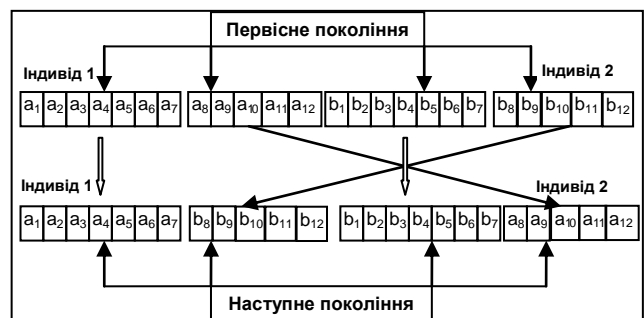 Первісне покоління
Індивід 1 Індивід 2
a1 a2 a3 a4 a5 a6 a7 a8 a9 a10 a11 a12 b1 b2 b3 b4 b5 b6 b7 b8 b9 b10 b11 b12
Індивід 1 Індивід 2
a1 a2 a3 a4 a5 a6 a7 b8 b9 b10 b11 b12 b1 b2 b3 b4 b5 b6 b7 a8 a9 a10 a11 a12
Наступне покоління